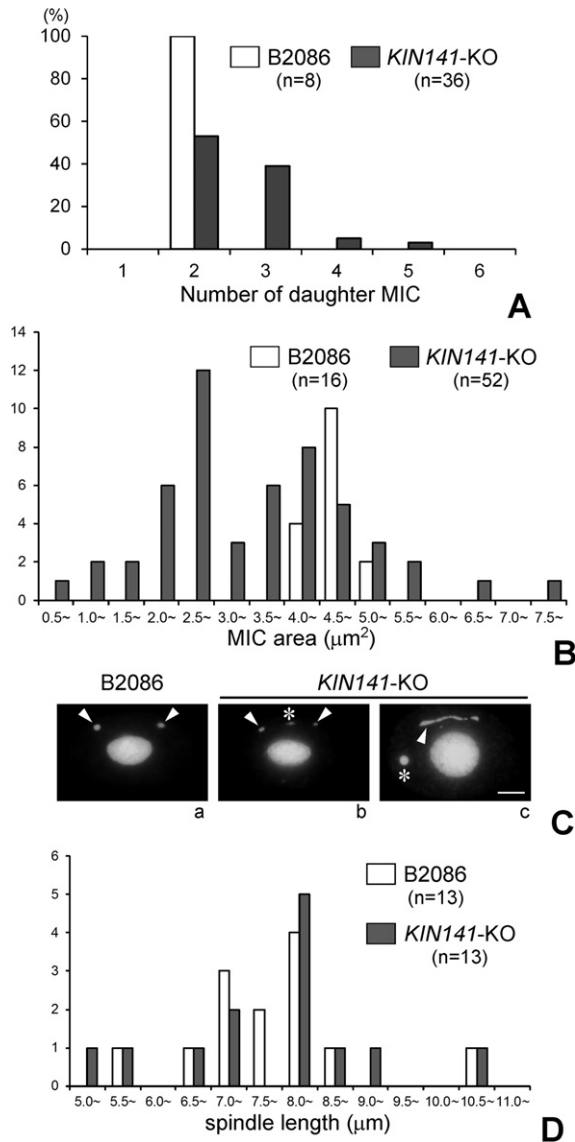 (%)
B2086 KIN141-KO
(n=8) (n=36)
100
80
60
40
20
0
1 2 3 4 5 6
Number of daughter MIC
A
14
12
10
8
6
4
2
0
B2086 KIN141-KO
(n=16) (n=52)
0.5~ 1.0~ 1.5~ 2.0~ 2.5~ 3.0~ 3.5~ 4.0~ 4.5~ 5.0~ 5.5~ 6.0~ 6.5~ 7.0~ 7.5~
MIC area (μm²)
B
B2086 KIN141-KO
* *
a b c
C
6
5
4
3
2
1
0
B2086
(n=13)
KIN141-KO
(n=13)
5.0~ 5.5~ 6.0~ 6.5~ 7.0~ 7.5~ 8.0~ 8.5~ 9.0~ 9.5~ 10.0~ 10.5~ 11.0~
spindle length (μm)
D